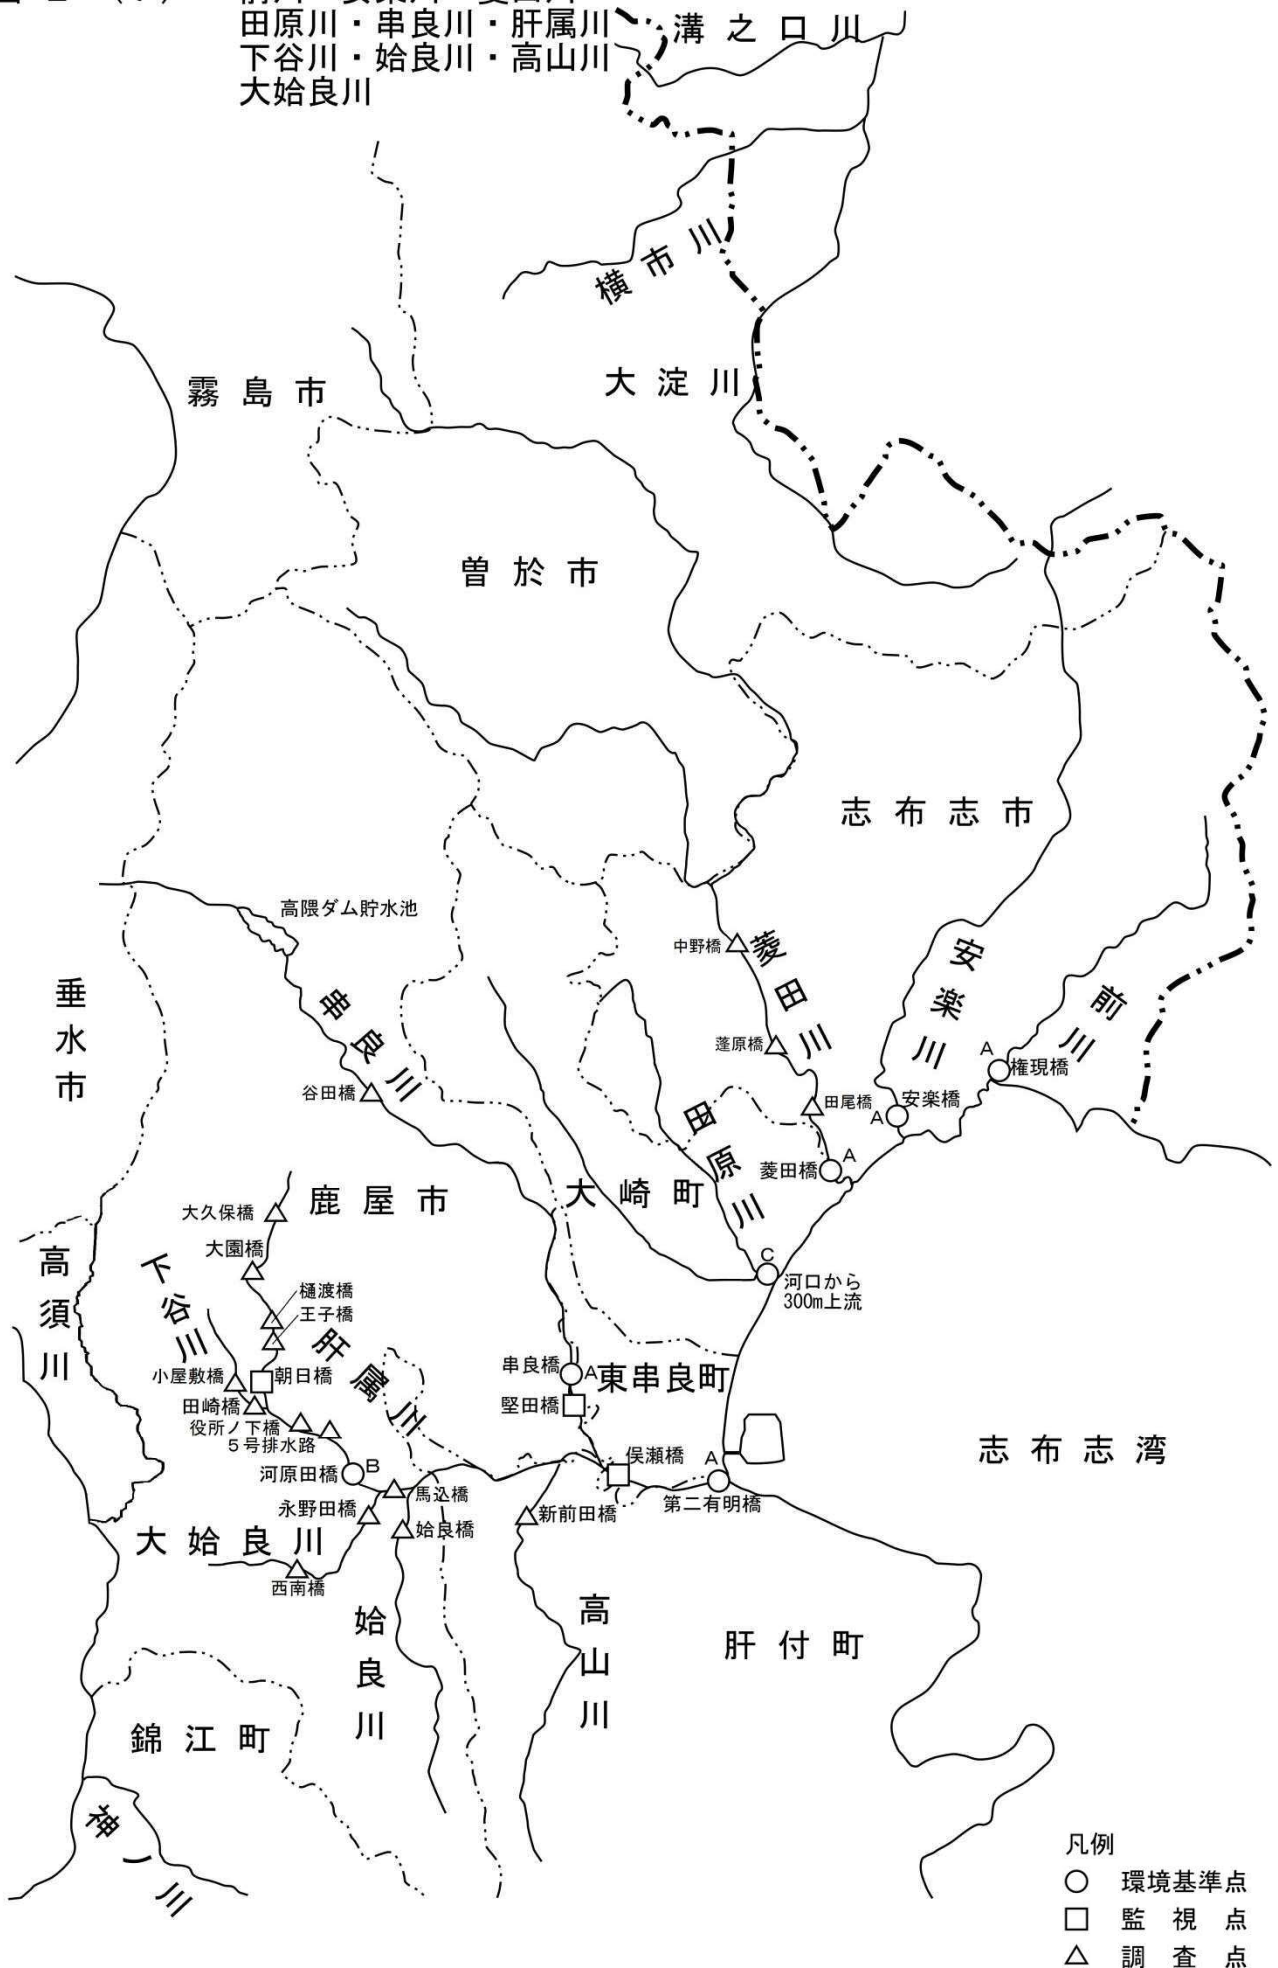 田原川・串良川・肝属川
下谷川・姶良川・高山川
大姶良川
溝之口川
横市川
大淀川
霧島市
曽於市
志布志市
高隈ダム貯水池
中野橋
菱田川
安楽川
前川
垂水市
串良川
蓬原橋
A
権現橋
谷田橋
田尾橋
安楽橋
A
田原川
菱田橋
A
大崎町
鹿屋市
大久保橋
高須川
大園橋
下谷川
C
河口から
300m上流
樋渡橋
王子橋
肝属川
小屋敷橋
朝日橋
串良橋
A
東串良町
田崎橋
堅田橋
役所ノ下橋
5号排水路
志布志湾
河原田橋
B
俣瀬橋
A
馬込橋
第二有明橋
永野田橋
新前田橋
姶良橋
大姶良川
西南橋
姶良川
高山川
肝付町
錦江町
神ノ川
凡例
○ 環境基準点
□ 監視点
△ 調査点